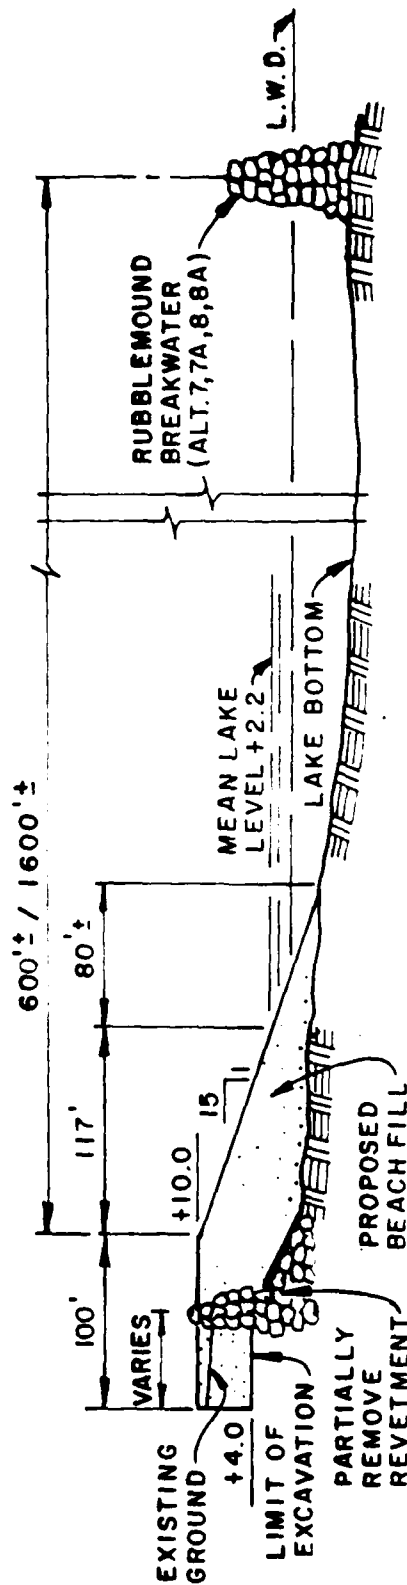 600'± / 1600'±
100'
117'
80'±
VARIES
+10.0
15
1
EXISTING
GROUND
+4.0
LIMIT OF
EXCAVATION
PARTIALLY
REMOVE
REVETMENT
PROPOSED
BEACH FILL
MEAN LAKE
LEVEL +2.2
LAKE BOTTOM
RUBBLEMOUND
BREAKWATER
(ALT. 7, 7A, 8, 8A)
L.W.D.